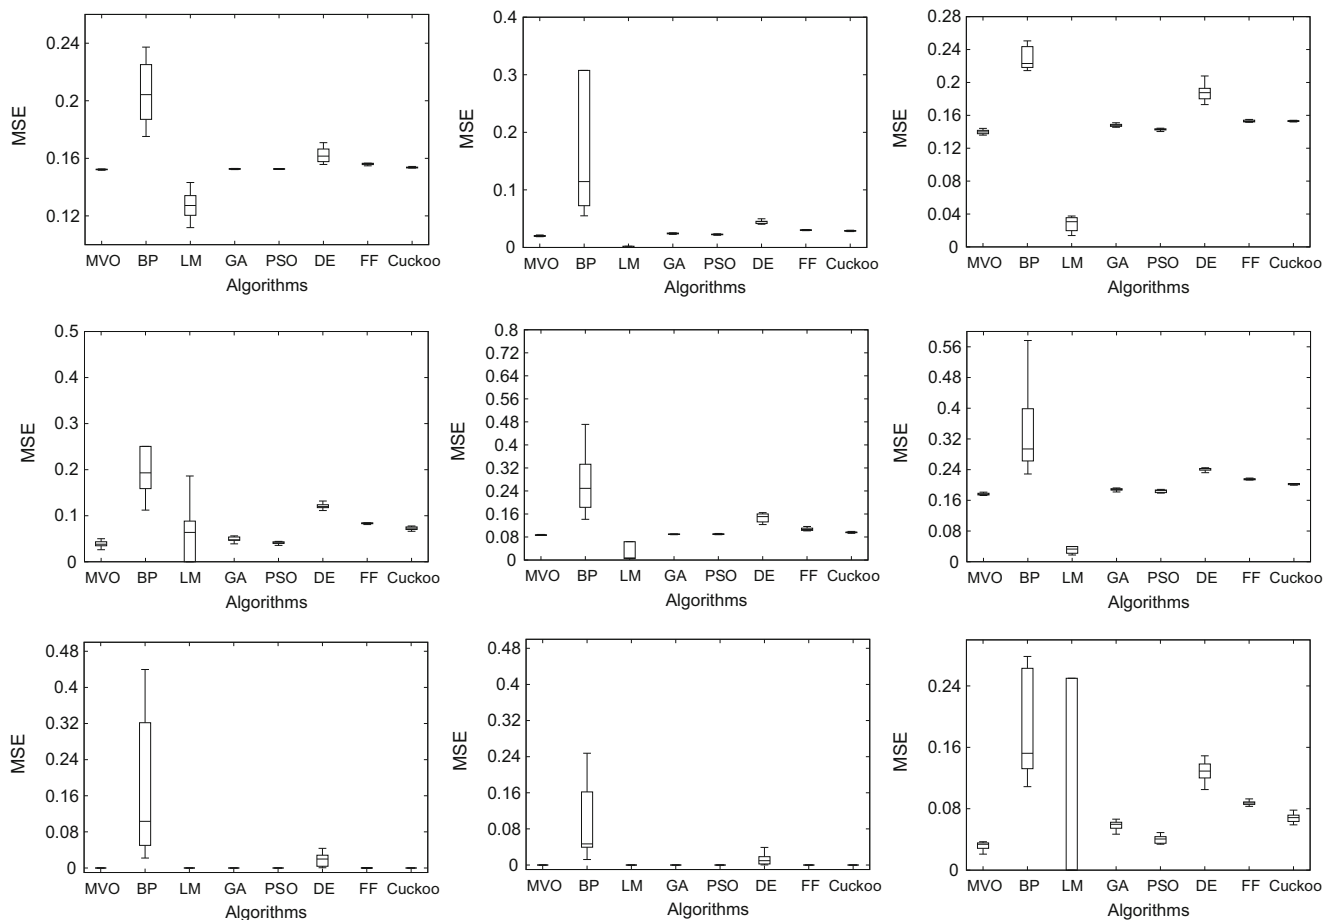 0.24
0.2
0.16
0.12
MSE
MVO BP LM GA PSO DE FF Cuckoo
Algorithms
0.4
0.3
0.2
0.1
0
MSE
MVO BP LM GA PSO DE FF Cuckoo
Algorithms
0.28
0.24
0.2
0.16
0.12
0.08
0.04
0
MSE
MVO BP LM GA PSO DE FF Cuckoo
Algorithms
0.5
0.4
0.3
0.2
0.1
0
MSE
MVO BP LM GA PSO DE FF Cuckoo
Algorithms
0.8
0.72
0.64
0.56
0.48
0.4
0.32
0.24
0.16
0.08
0
MSE
MVO BP LM GA PSO DE FF Cuckoo
Algorithms
0.56
0.48
0.4
0.32
0.24
0.16
0.08
0
MSE
MVO BP LM GA PSO DE FF Cuckoo
Algorithms
0.48
0.4
0.32
0.24
0.16
0.08
0
MSE
MVO BP LM GA PSO DE FF Cuckoo
Algorithms
0.48
0.4
0.32
0.24
0.16
0.08
0
MSE
MVO BP LM GA PSO DE FF Cuckoo
Algorithms
0.24
0.16
0.08
0
MSE
MVO BP LM GA PSO DE FF Cuckoo
Algorithms